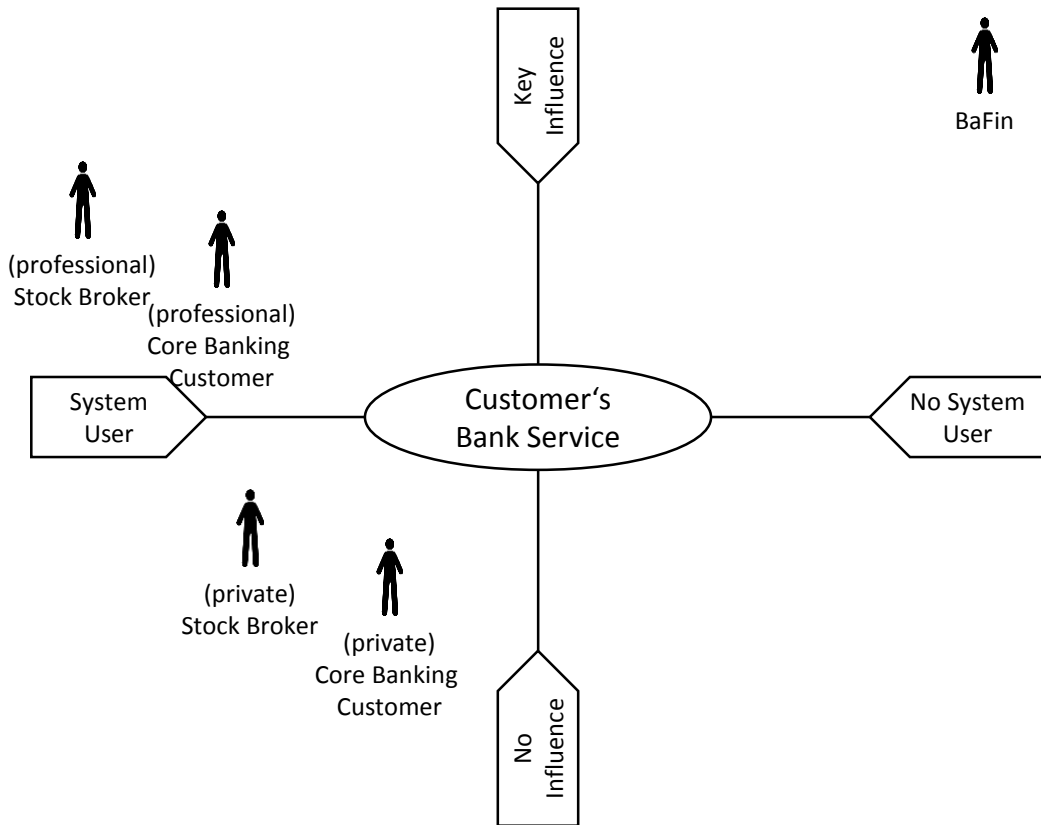 Key
Influence
BaFin
(professional)
Stock Broker
(professional)
Core Banking
Customer
System
User
Customer‘s
Bank Service
No System
User
(private)
Stock Broker
(private)
Core Banking
Customer
No
Influence